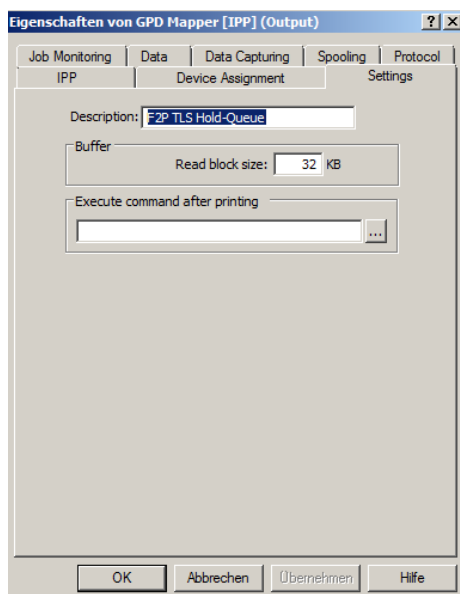 Eigenschaften von GPD Mapper [IPP] (Output)
Job Monitoring Data Data Capturing Spooling Protocol
IPP Device Assignment Settings
Description: F2P TLS Hold-Queue
Buffer
Read block size: 32 KB
Execute command after printing
...
OK Abbrechen Übernehmen Hilfe